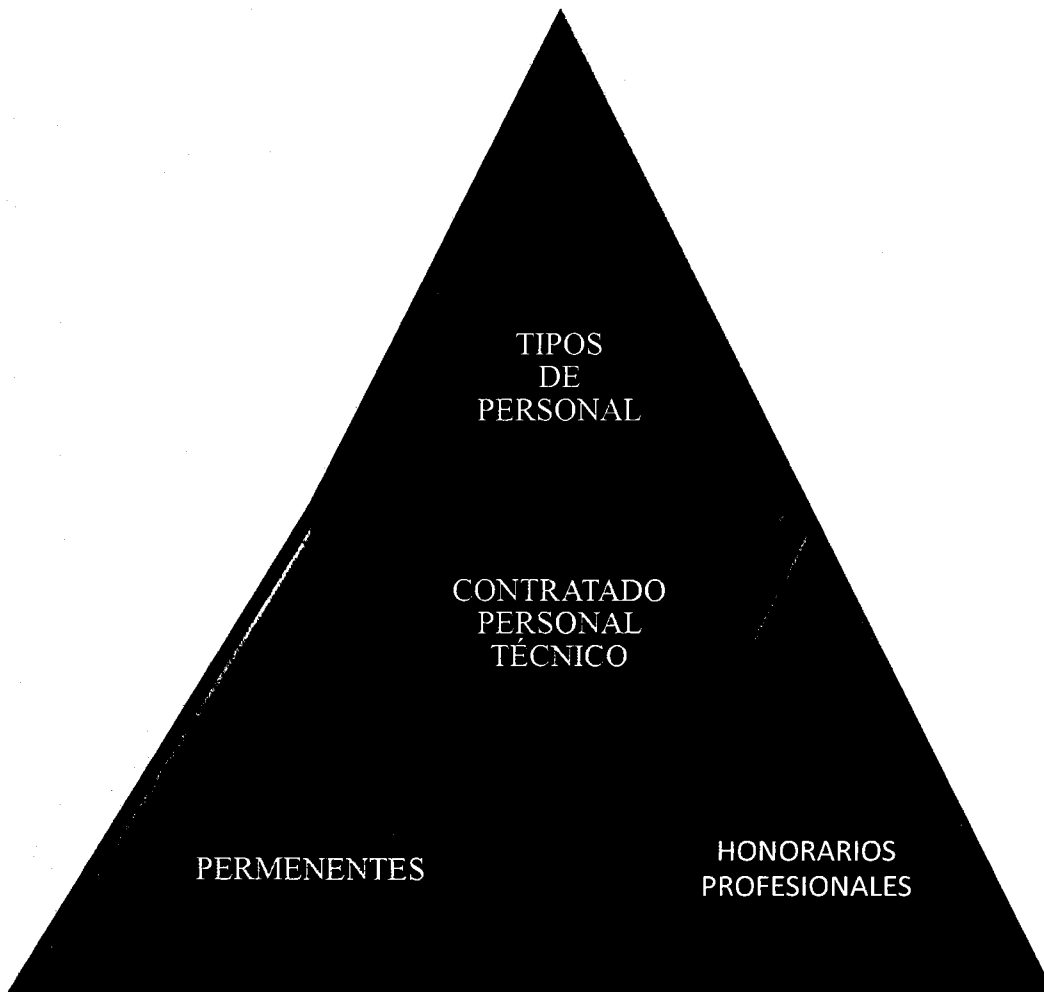 TIPOS
DE
PERSONAL
CONTRATADO
PERSONAL
TÉCNICO
PERMENENTES
HONORARIOS
PROFESIONALES